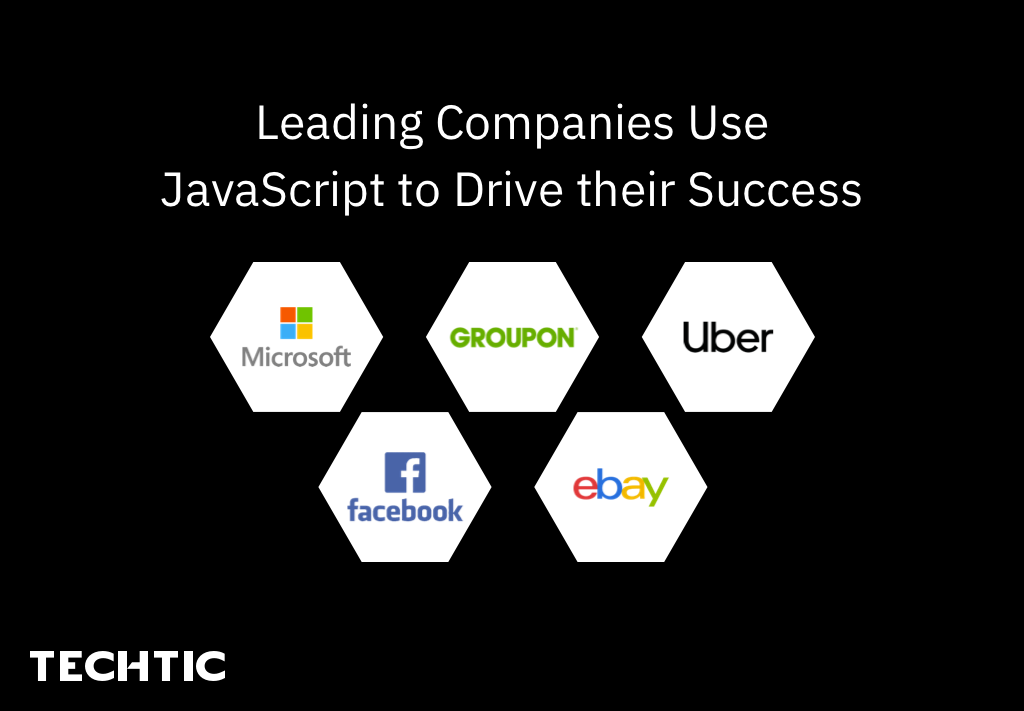 Leading Companies Use
JavaScript to Drive their Success
Microsoft
GROUPON
Uber
facebook
ebay
TECHTIC